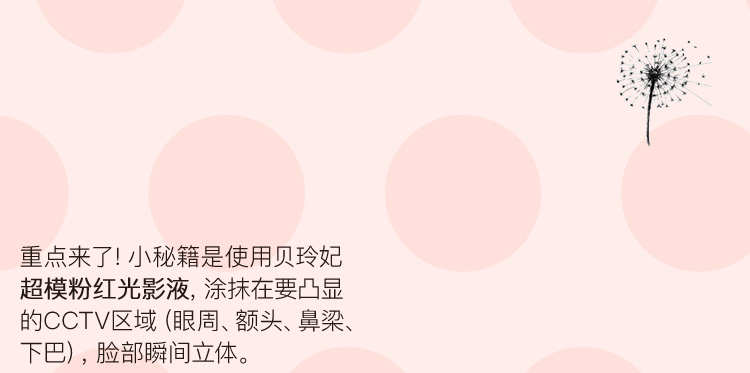 重点来了! 小秘籍是使用贝玲妃
超模粉红光影液, 涂抹在要凸显
的CCTV区域 (眼周、额头、鼻梁、
下巴) , 脸部瞬间立体。